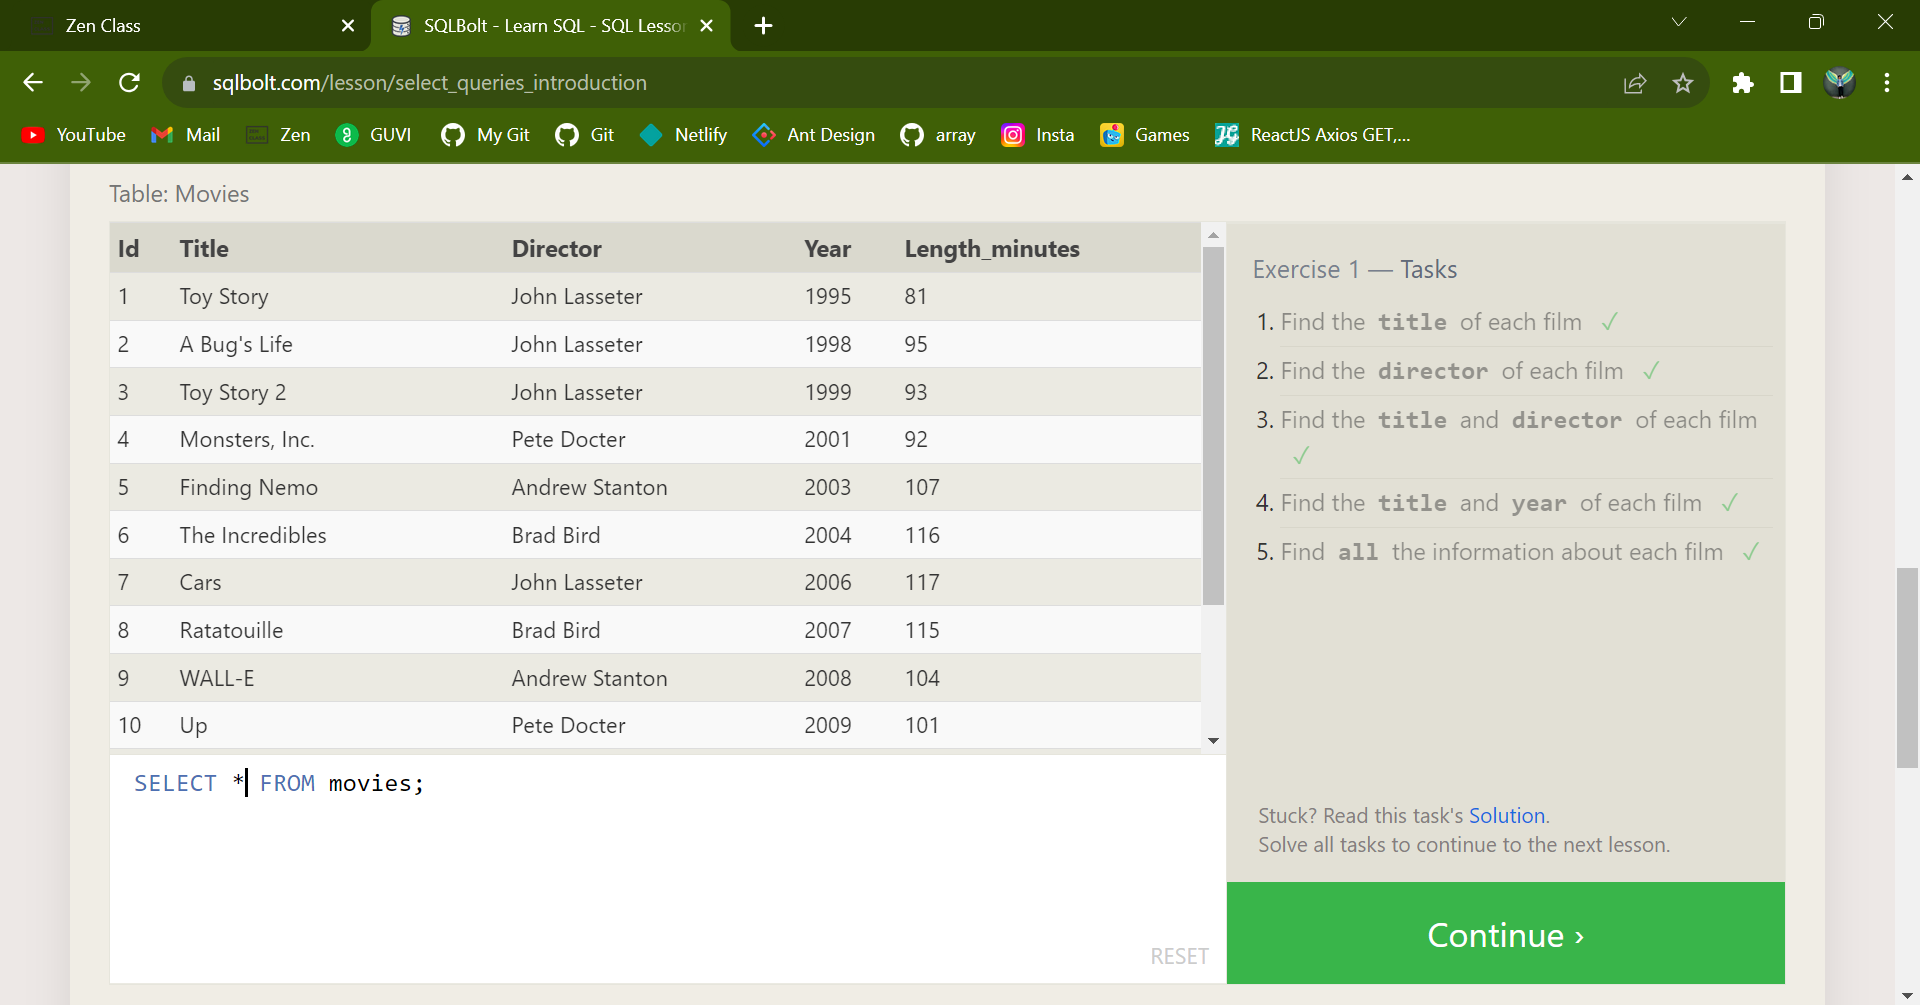 Zen Class
SQLBolt - Learn SQL - SQL Lesso
sqlbolt.com/lesson/select_queries_introduction
YouTube Mail Zen GUVI My Git Git Netlify Ant Design array Insta Games ReactJS Axios GET,...
Table: Movies
Id Title Director Year Length_minutes
1 Toy Story John Lasseter 1995 81
2 A Bug's Life John Lasseter 1998 95
3 Toy Story 2 John Lasseter 1999 93
4 Monsters, Inc. Pete Docter 2001 92
5 Finding Nemo Andrew Stanton 2003 107
6 The Incredibles Brad Bird 2004 116
7 Cars John Lasseter 2006 117
8 Ratatouille Brad Bird 2007 115
9 WALL-E Andrew Stanton 2008 104
10 Up Pete Docter 2009 101
SELECT * FROM movies;
RESET
Exercise 1 — Tasks
1. Find the title of each film ✓
2. Find the director of each film ✓
3. Find the title and director of each film
✓
4. Find the title and year of each film ✓
5. Find all the information about each film ✓
Stuck? Read this task's Solution.
Solve all tasks to continue to the next lesson.
Continue ›